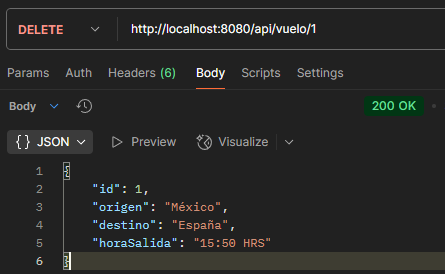 DELETE http://localhost:8080/api/vuelo/1
Params Auth Headers (6) Body Scripts Settings
Body 200 OK
{} JSON Preview Visualize
1 {
2 "id": 1,
3 "origen": "México",
4 "destino": "España",
5 "horaSalida": "15:50 HRS"
6 }